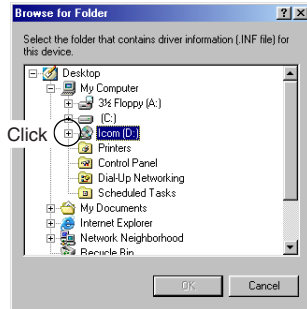 Browse for Folder
Select the folder that contains driver information (.INF file) for
this device.
Desktop
My Computer
3½ Floppy (A:)
(C:)
Click
Icom (D:)
Printers
Control Panel
Dial-Up Networking
Scheduled Tasks
My Documents
Internet Explorer
Network Neighborhood
Recycle Bin
OK
Cancel